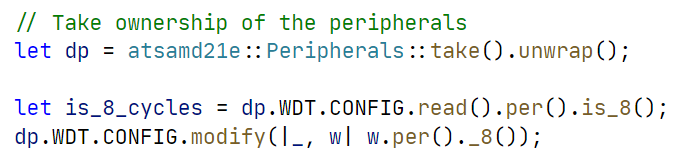 // Take ownership of the peripherals
let dp = atsamd21e::Peripherals::take().unwrap();
let is_8_cycles = dp.WDT.CONFIG.read().per().is_8();
dp.WDT.CONFIG.modify(|_, w| w.per()._8());